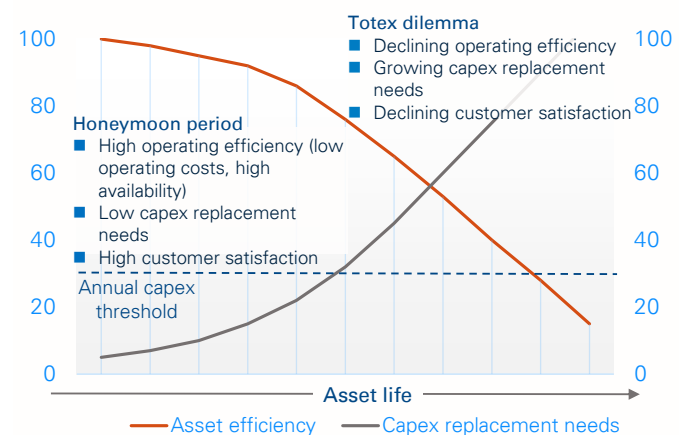 Totex dilemma
Declining operating efficiency
Growing capex replacement
needs
Declining customer satisfaction
Honeymoon period
High operating efficiency (low
operating costs, high
availability)
Low capex replacement
needs
High customer satisfaction
Annual capex
threshold
100
80
60
40
20
0
100
80
60
40
20
0
Asset life
Asset efficiency
Capex replacement needs